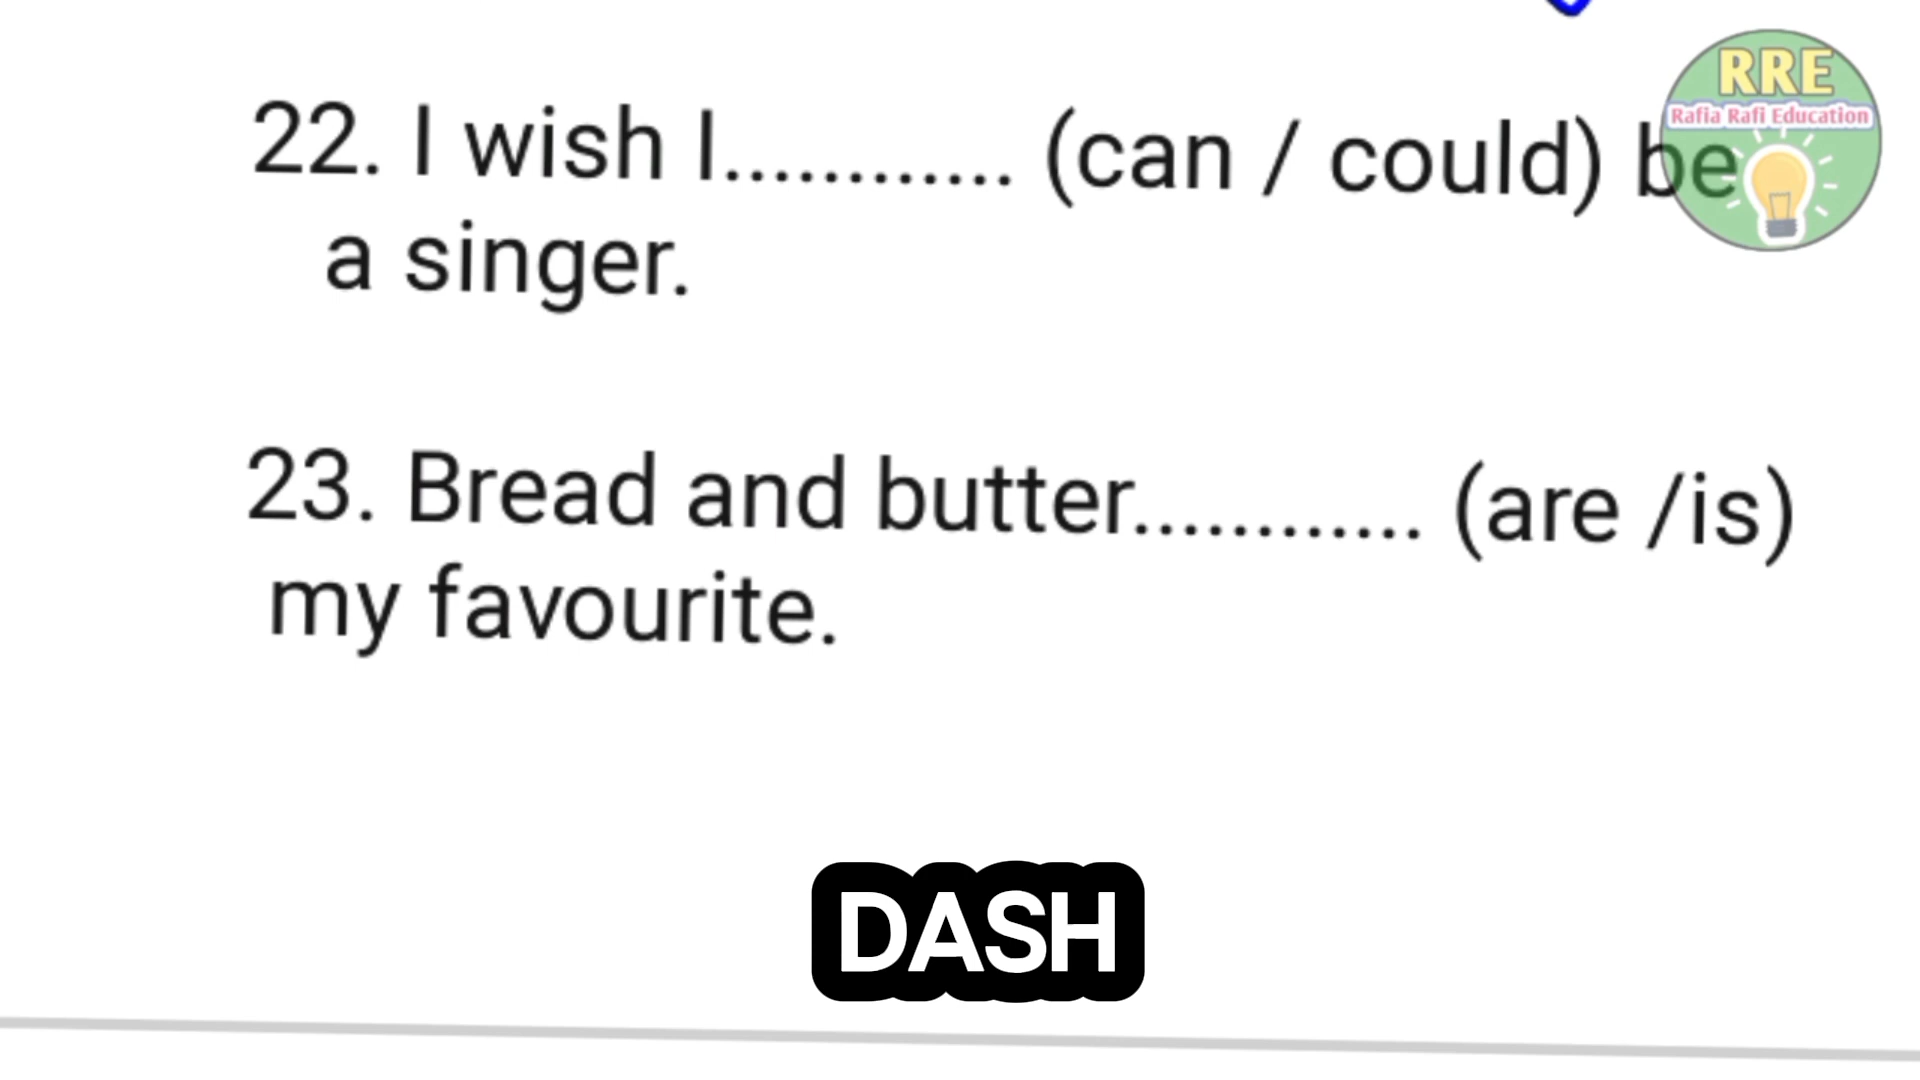 RRE
Rafia Rafi Education
22. I wish I............ (can / could) be
a singer.
23. Bread and butter............ (are /is)
my favourite.
DASH